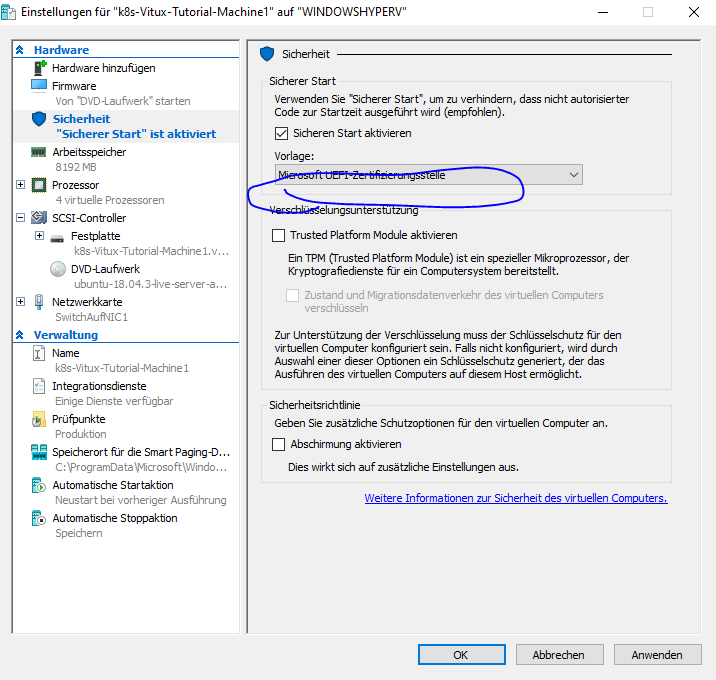 Einstellungen für "k8s-Vitux-Tutorial-Machine1" auf "WINDOWSHYPERV"
Hardware
Hardware hinzufügen
Firmware
Von "DVD-Laufwerk" starten
Sicherheit
"Sicherer Start" ist aktiviert
Arbeitsspeicher
8192 MB
Prozessor
4 virtuelle Prozessoren
SCSI-Controller
Festplatte
k8s-Vitux-Tutorial-Machine1.v...
DVD-Laufwerk
ubuntu-18.04.3-live-server-a...
Netzwerkkarte
SwitchAufNIC1
Verwaltung
Name
k8s-Vitux-Tutorial-Machine1
Integrationsdienste
Einige Dienste verfügbar
Prüfpunkte
Produktion
Speicherort für die Smart Paging-D...
C:\ProgramData\Microsoft\Windo...
Automatische Startaktion
Neustart bei vorheriger Ausführung
Automatische Stoppaktion
Speichern
Sicherheit
Sicherer Start
Verwenden Sie "Sicherer Start", um zu verhindern, dass nicht autorisierter
Code zur Startzeit ausgeführt wird (empfohlen).
Sicheren Start aktivieren
Vorlage:
Microsoft UEFI-Zertifizierungsstelle
Verschlüsselungsunterstützung
Trusted Platform Module aktivieren
Ein TPM (Trusted Platform Module) ist ein spezieller Mikroprozessor, der
Kryptografiedienste für ein Computersystem bereitstellt.
Zustand und Migrationsdatenverkehr des virtuellen Computers
verschlüsseln
Zur Unterstützung der Verschlüsselung muss der Schlüsselschutz für den
virtuellen Computer konfiguriert sein. Falls nicht konfiguriert, wird durch
Auswahl einer dieser Optionen ein Schlüsselschutz generiert, der das
Ausführen des virtuellen Computers auf diesem Host ermöglicht.
Sicherheitsrichtlinie
Geben Sie zusätzliche Schutzoptionen für den virtuellen Computer an.
Abschirmung aktivieren
Dies wirkt sich auf zusätzliche Einstellungen aus.
Weitere Informationen zur Sicherheit des virtuellen Computers.
OK
Abbrechen
Anwenden